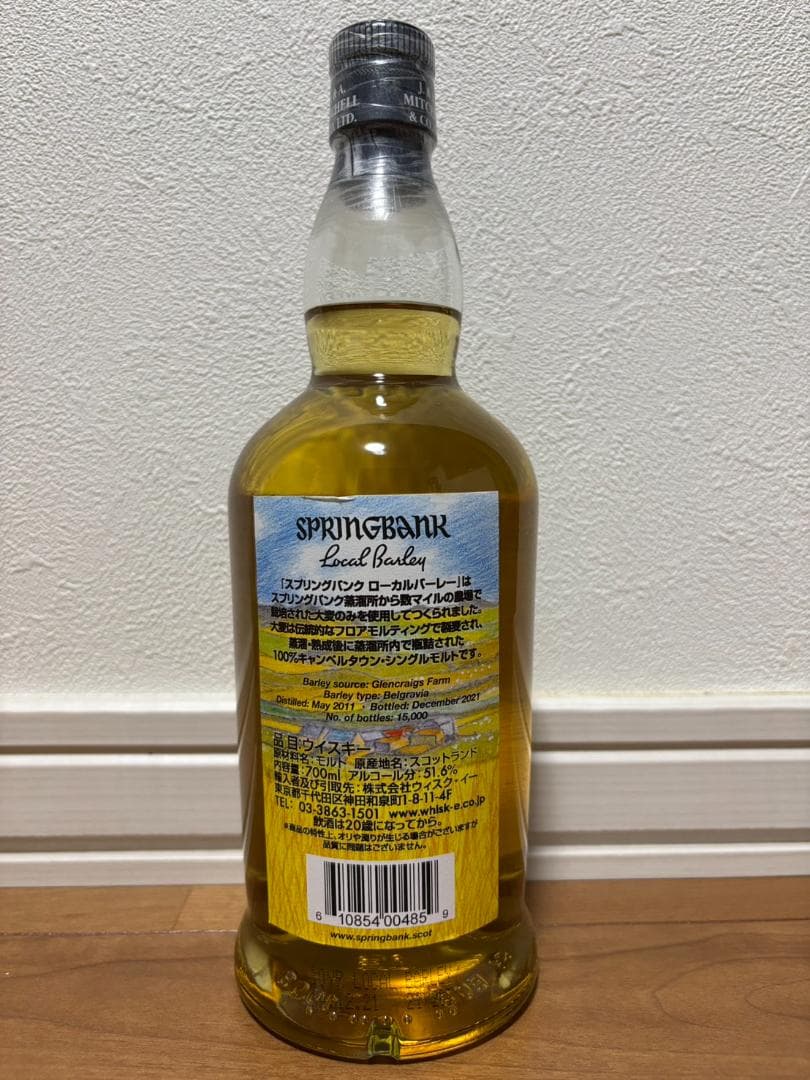 J.A.
MITCHELL
& CO LTD.
SPRINGBANK
Local Barley
「スプリングバンク ローカルバーレー」は
スプリングバンク蒸溜所から数マイルの農場で
栽培された大麦のみを使用してつくられました。
大麦は伝統的なフロアモルティングで製麦され、
蒸溜・熟成後に蒸溜所内で瓶詰された
100%キャンベルタウン・シングルモルトです。
Barley source: Glencraigs Farm
Barley type: Belgravia
Distilled: May 2011 · Bottled: December 2021
No. of bottles: 15,000
品目:ウイスキー
原材料名:モルト 原産地名:スコットランド
内容量:700ml アルコール分:51.6%
輸入者及び引取先:株式会社ウィスク・イー
東京都千代田区神田和泉町1-8-11-4F
TEL: 03-3863-1501 www.whisk-e.co.jp
飲酒は20歳になってから。
※商品の特性上、オリや濁りが生じる場合がございますが
品質に問題はございません。
6 10854 00485 9
www.springbank.scot
LOCAL BARLEY